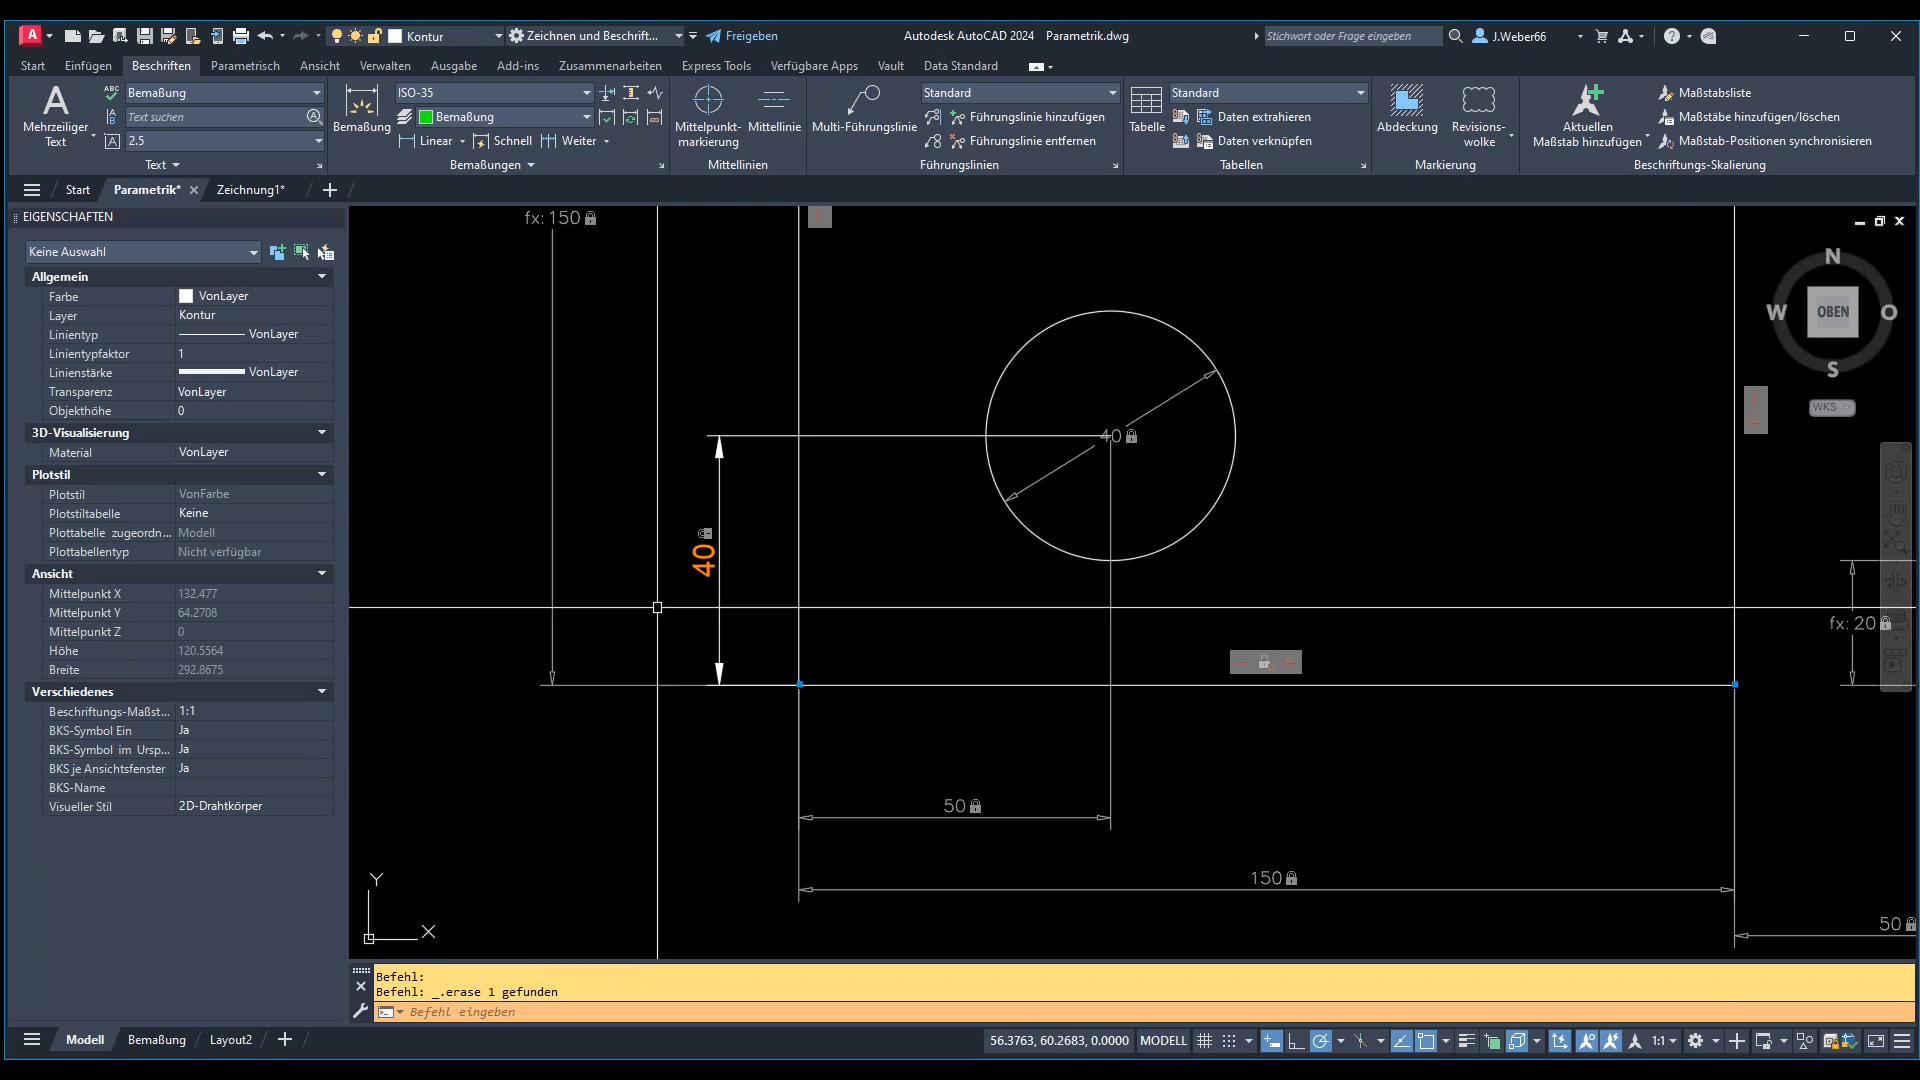 A Kontur Zeichnen und Beschrift... Freigeben Autodesk AutoCAD 2024 Parametrik.dwg Stichwort oder Frage eingeben J.Weber66
Start Einfügen Beschriften Parametrisch Ansicht Verwalten Ausgabe Add-ins Zusammenarbeiten Express Tools Verfügbare Apps Vault Data Standard
A Mehrzeiliger Text
ABC Bemaßung
Text suchen
2.5
Text
Bemaßung
ISO-35
Bemaßung
Linear Schnell Weiter
Bemaßungen
Mittelpunkt-markierung Mittellinie
Mittellinien
Multi-Führungslinie
Standard
Führungslinie hinzufügen
Führungslinie entfernen
Führungslinien
Tabelle
Standard
Daten extrahieren
Daten verknüpfen
Tabellen
Abdeckung Revisions-wolke
Markierung
Aktuellen Maßstab hinzufügen
Maßstabsliste
Maßstäbe hinzufügen/löschen
Maßstab-Positionen synchronisieren
Beschriftungs-Skalierung
Start Parametrik* Zeichnung1*
EIGENSCHAFTEN
Keine Auswahl
Allgemein
Farbe VonLayer
Layer Kontur
Linientyp VonLayer
Linientypfaktor 1
Linienstärke VonLayer
Transparenz VonLayer
Objekthöhe 0
3D-Visualisierung
Material VonLayer
Plotstil
Plotstil VonFarbe
Plotstiltabelle Keine
Plottabelle zugeordn... Modell
Plottabellentyp Nicht verfügbar
Ansicht
Mittelpunkt X 132.477
Mittelpunkt Y 64.2708
Mittelpunkt Z 0
Höhe 120.5564
Breite 292.8675
Verschiedenes
Beschriftungs-Maßst... 1:1
BKS-Symbol Ein Ja
BKS-Symbol im Ursp... Ja
BKS je Ansichtsfenster Ja
BKS-Name
Visueller Stil 2D-Drahtkörper
fx: 150
40
40
fx: 20
50
150
50
N
W OBEN O
S
WKS
Y
X
Befehl:
Befehl: _.erase 1 gefunden
Befehl eingeben
Modell Bemaßung Layout2
56.3763, 60.2683, 0.0000 MODELL 1:1